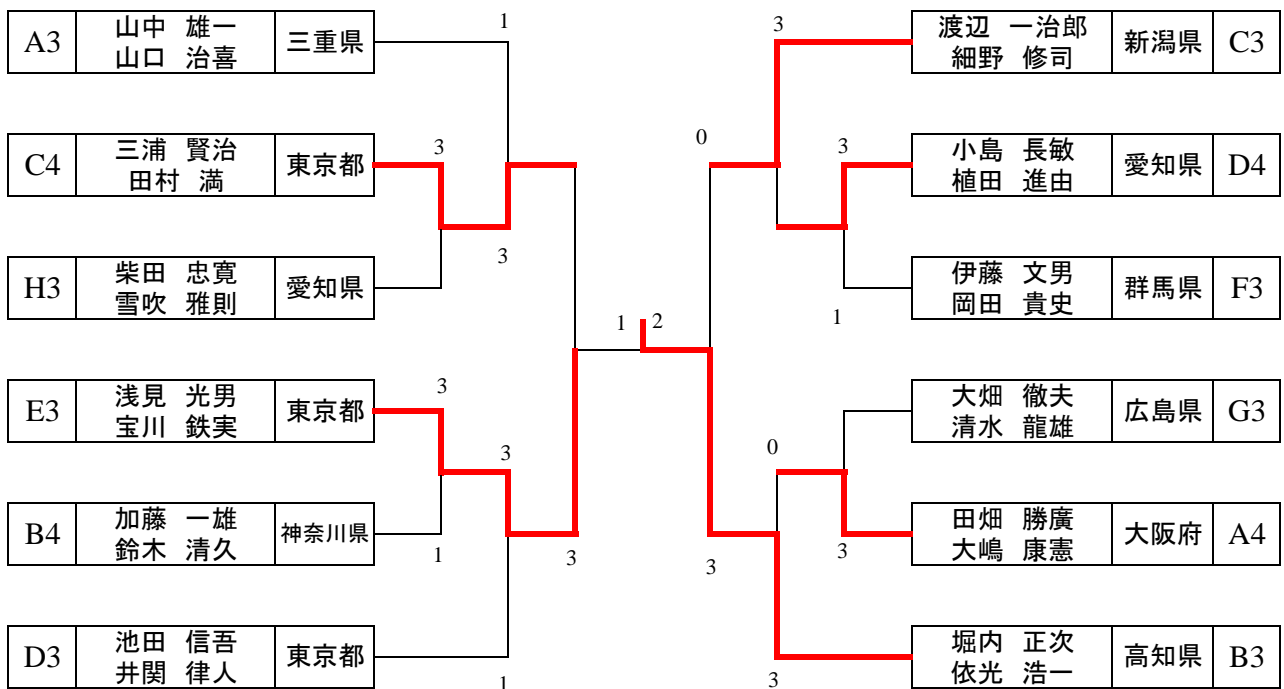 A3 山中 雄一 三重県
山口 治喜
C4 三浦 賢治 東京都
田村 満
H3 柴田 忠寛 愛知県
雪吹 雅則
E3 浅見 光男 東京都
宝川 鉄実
B4 加藤 一雄 神奈川県
鈴木 清久
D3 池田 信吾 東京都
井関 律人
1
3
3
3
3
1
3
1
1 2
3
0
3
1
0
3
3
3
渡辺 一治郎 新潟県 C3
細野 修司
小島 長敏 愛知県 D4
植田 進由
伊藤 文男 群馬県 F3
岡田 貴史
大畑 徹夫 広島県 G3
清水 龍雄
田畑 勝廣 大阪府 A4
大嶋 康憲
堀内 正次 高知県 B3
依光 浩一